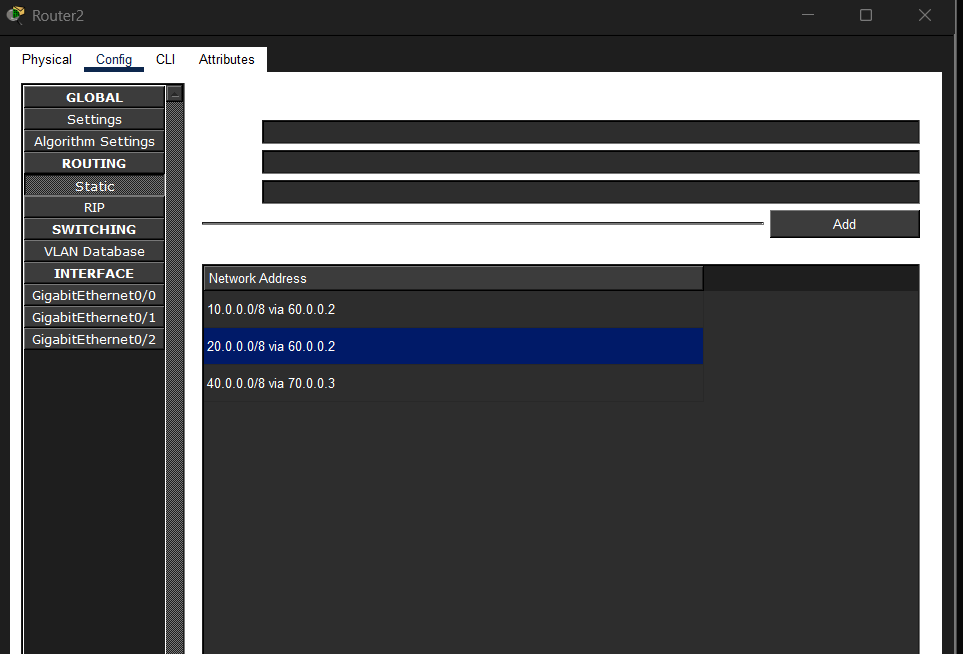 Router2
Physical Config CLI Attributes
GLOBAL
Settings
Algorithm Settings
ROUTING
Static
RIP
SWITCHING
VLAN Database
INTERFACE
GigabitEthernet0/0
GigabitEthernet0/1
GigabitEthernet0/2
Add
Network Address
10.0.0.0/8 via 60.0.0.2
20.0.0.0/8 via 60.0.0.2
40.0.0.0/8 via 70.0.0.3